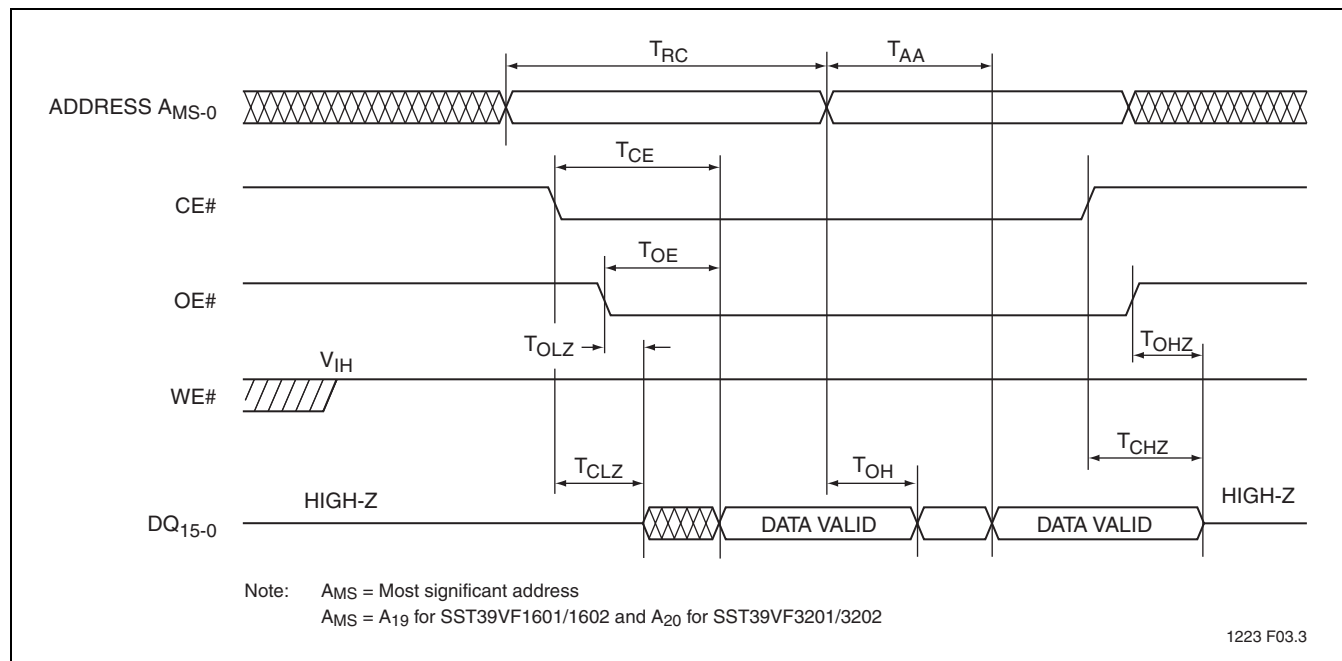 TRC TAA
ADDRESS AMS-0
TCE
CE#
TOE
OE#
TOLZ TOHZ
VIH
WE#
TCLZ TOH TCHZ
HIGH-Z HIGH-Z
DQ15-0 DATA VALID DATA VALID
Note: AMS = Most significant address
AMS = A19 for SST39VF1601/1602 and A20 for SST39VF3201/3202
1223 F03.3